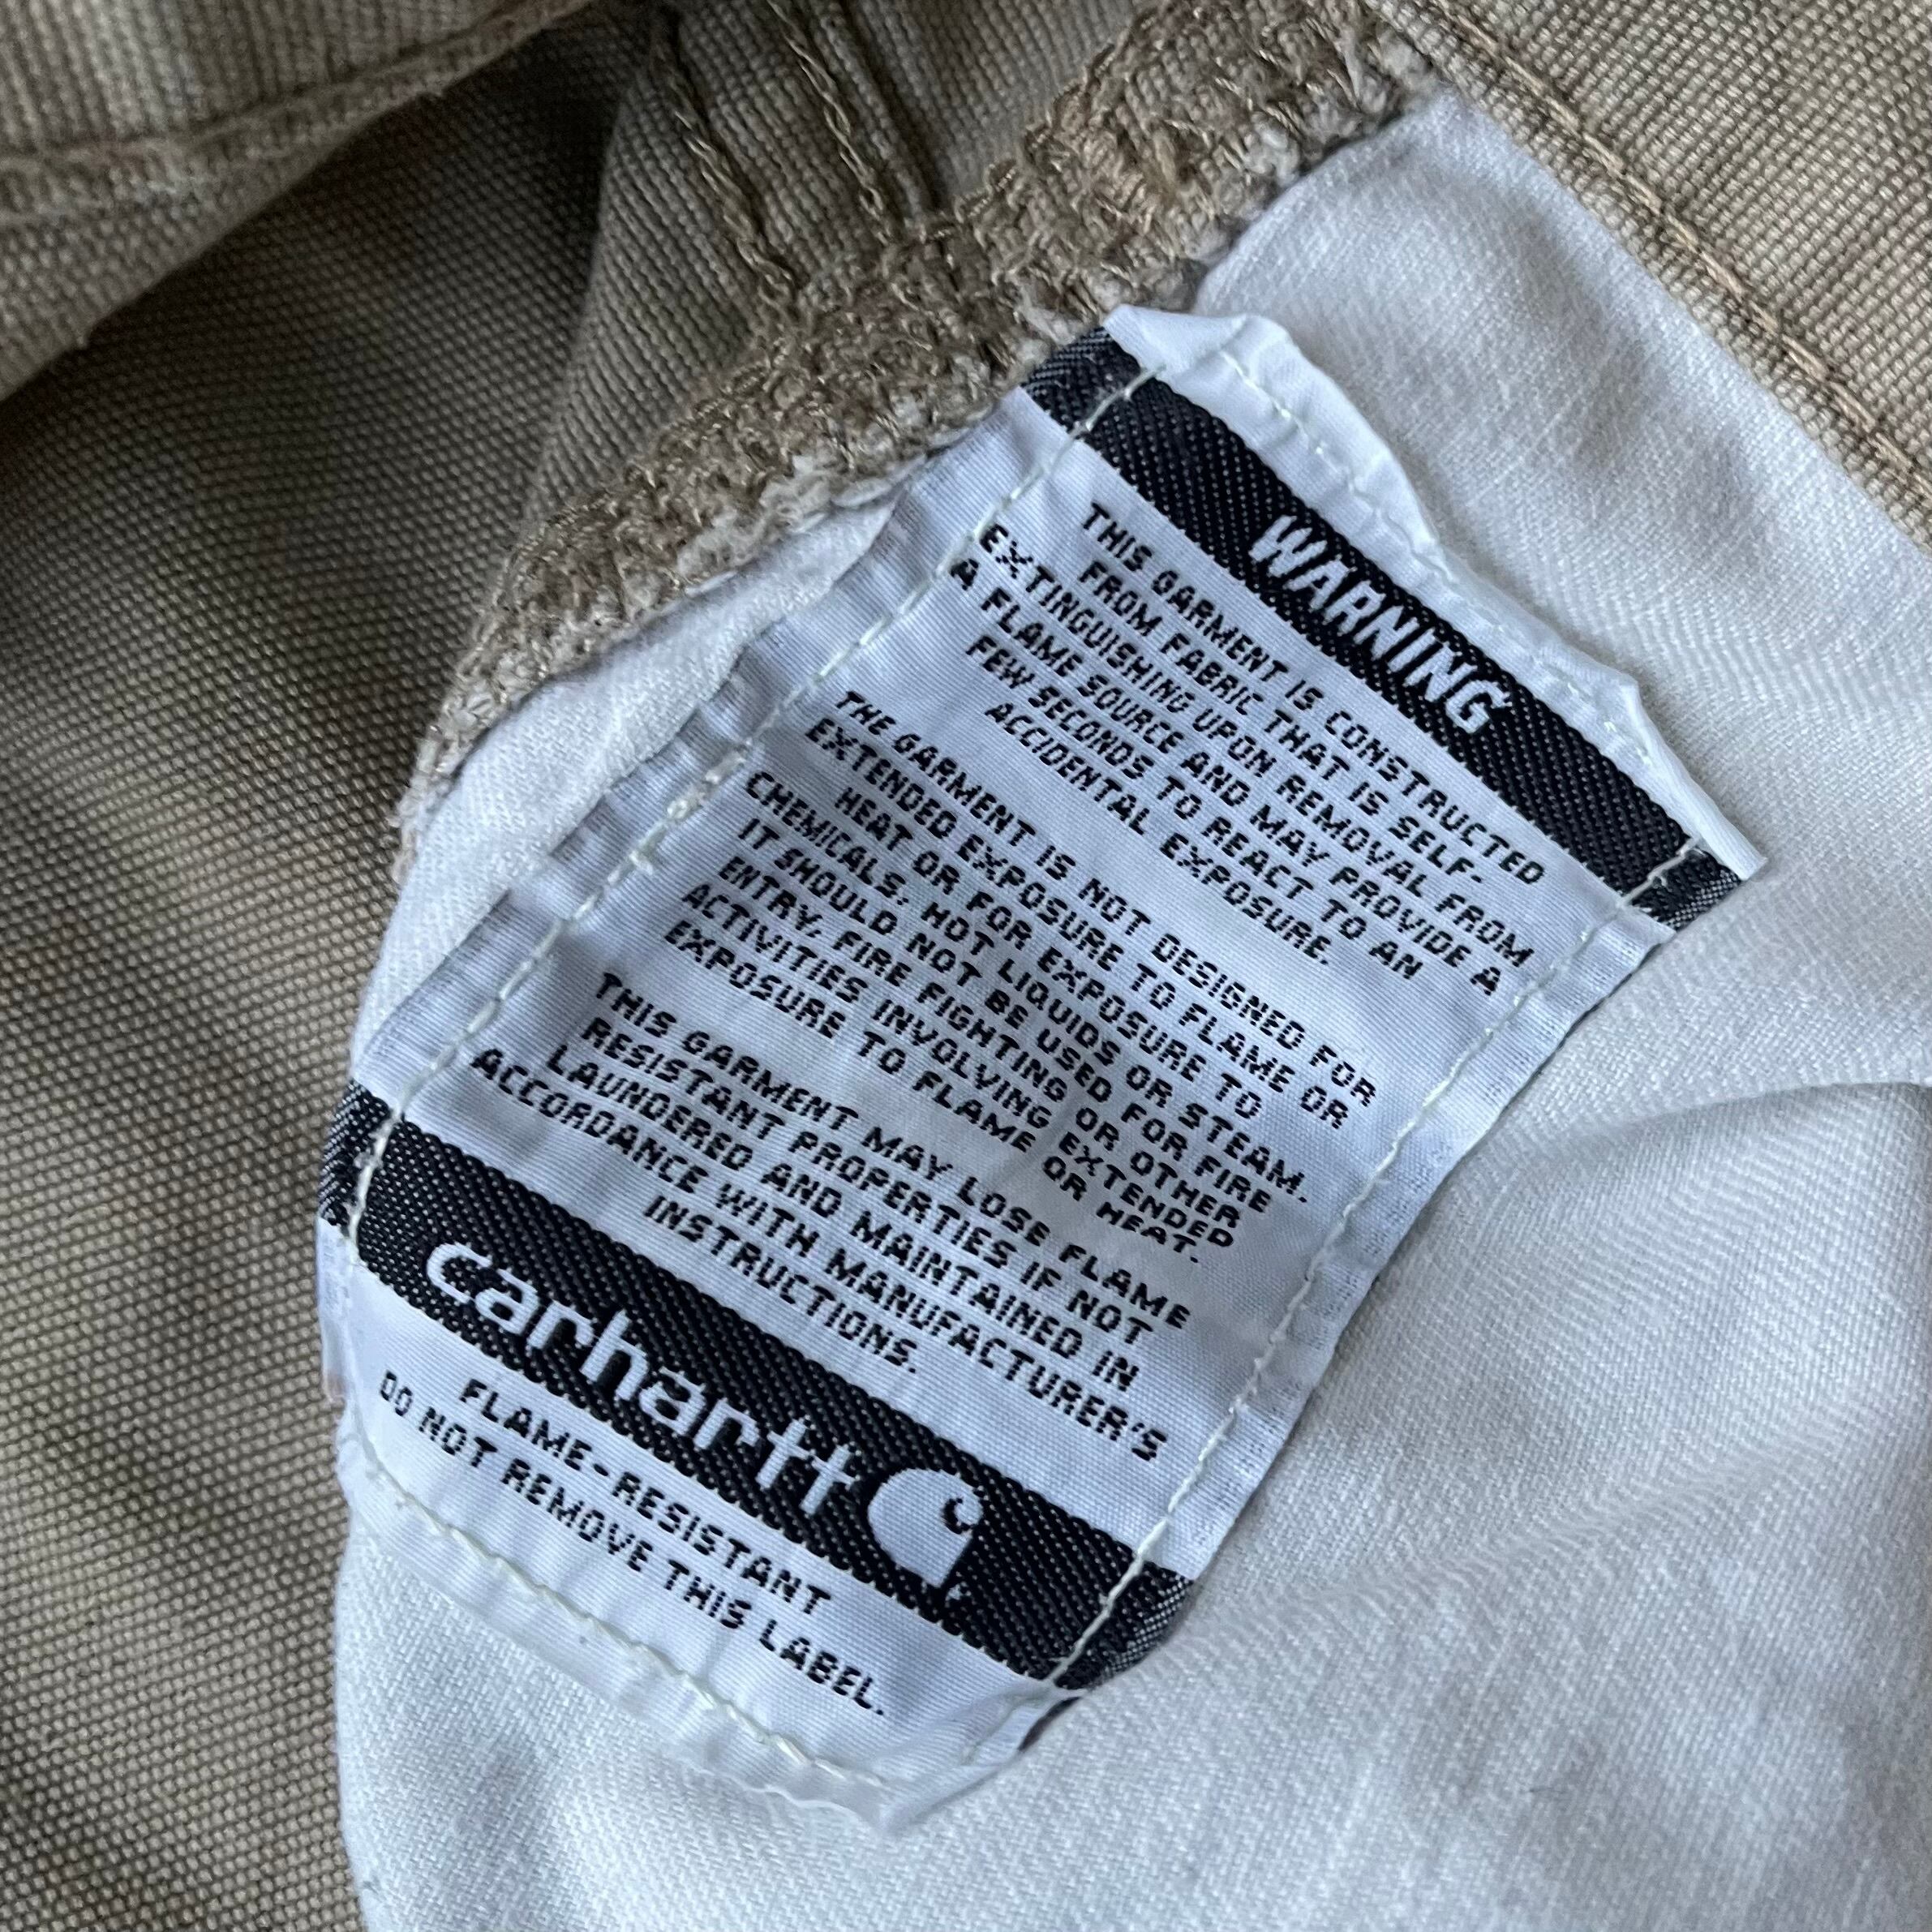 WARNING
THIS GARMENT IS CONSTRUCTED
FROM FABRIC THAT IS SELF-
EXTINGUISHING UPON REMOVAL FROM
A FLAME SOURCE AND MAY PROVIDE A
FEW SECONDS TO REACT TO AN
ACCIDENTAL EXPOSURE.
THE GARMENT IS NOT DESIGNED FOR
EXTENDED EXPOSURE TO FLAME OR
HEAT OR FOR EXPOSURE TO
CHEMICALS, HOT LIQUIDS OR STEAM.
IT SHOULD NOT BE USED FOR FIRE
ENTRY, FIRE FIGHTING OR OTHER
ACTIVITIES INVOLVING EXTENDED
EXPOSURE TO FLAME OR HEAT.
THIS GARMENT MAY LOSE FLAME
RESISTANT PROPERTIES IF NOT
LAUNDERED AND MAINTAINED IN
ACCORDANCE WITH MANUFACTURER'S
INSTRUCTIONS.
carhartt
FLAME-RESISTANT
DO NOT REMOVE THIS LABEL.